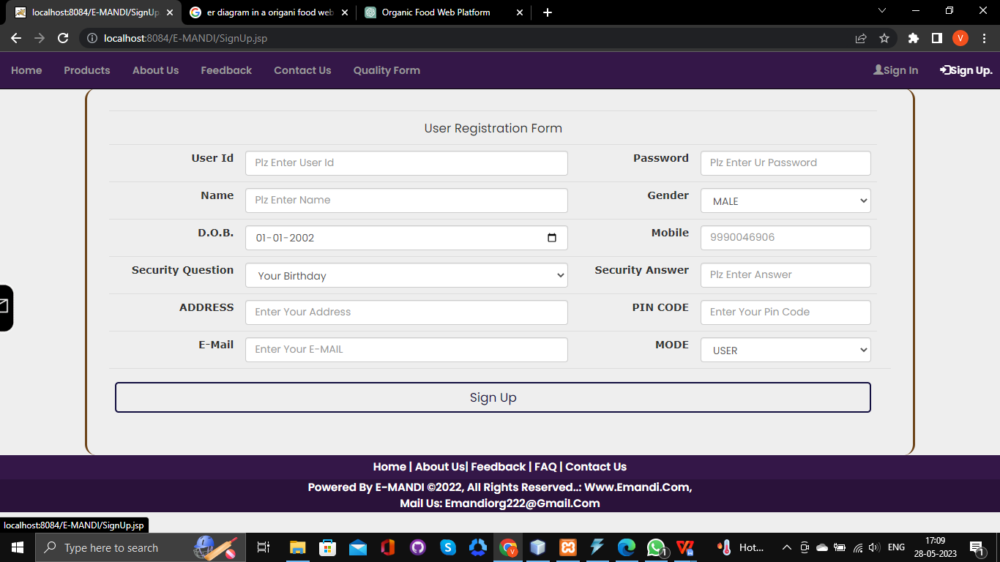 localhost:8084/E-MANDI/SignUp.
er diagram in a origani food web
Organic Food Web Platform
localhost:8084/E-MANDI/SignUp.jsp
V
Home Products About Us Feedback Contact Us Quality Form Sign In Sign Up.
User Registration Form
User Id Plz Enter User Id Password Plz Enter Ur Password
Name Plz Enter Name Gender MALE
D.O.B. 01-01-2002 Mobile 9990046906
Security Question Your Birthday Security Answer Plz Enter Answer
ADDRESS Enter Your Address PIN CODE Enter Your Pin Code
E-Mail Enter Your E-MAIL MODE USER
Sign Up
Home | About Us| Feedback | FAQ | Contact Us
Powered By E-MANDI ©2022, All Rights Reserved..: Www.Emandi.Com,
Mail Us: Emandiorg222@Gmail.Com
localhost:8084/E-MANDI/SignUp.jsp
Type here to search
1
Hot...
ENG
17:09
28-05-2023
1